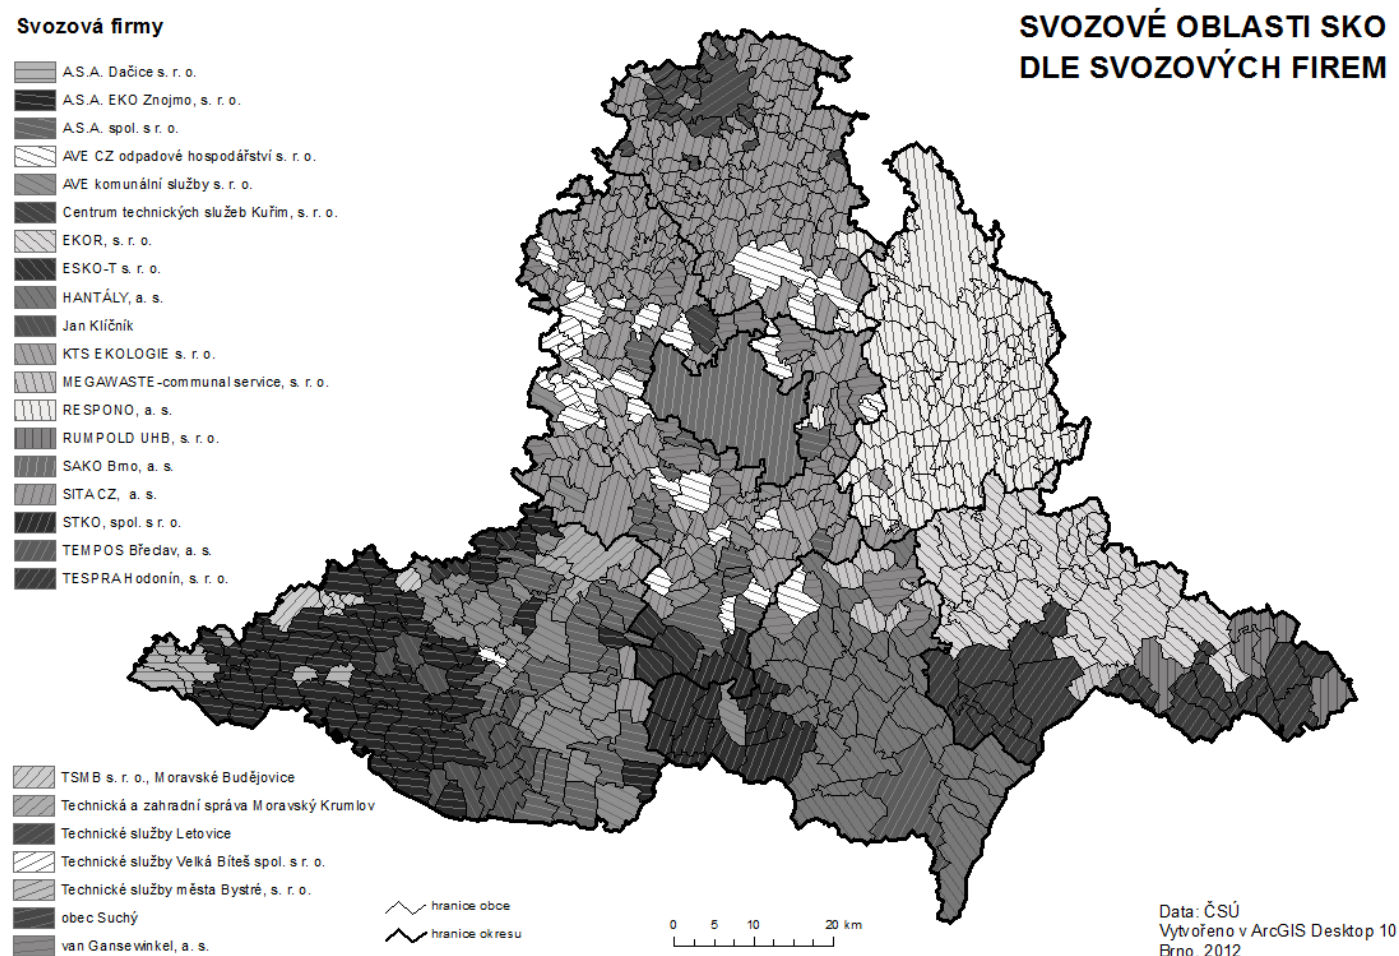 Svozová firmy
SVOZOVÉ OBLASTI SKO
DLE SVOZOVÝCH FIREM
A.S.A. Dačice s. r. o.
A.S.A. EKO Znojmo, s. r. o.
A.S.A. spol. s r. o.
AVE CZ odpadové hospodářství s. r. o.
AVE komunální služby s. r. o.
Centrum technických služeb Kuřim, s. r. o.
EKOR, s. r. o.
ESKO-T s. r. o.
HANTÁLY, a. s.
Jan Klíčník
KTS EKOLOGIE s. r. o.
MEGAWASTE-communal service, s. r. o.
RESPONO, a. s.
RUMPOLD UHB, s. r. o.
SAKO Brno, a. s.
SITA CZ, a. s.
STKO, spol. s r. o.
TEMPOS Břeclav, a. s.
TESPRA Hodonín, s. r. o.
TSMB s. r. o., Moravské Budějovice
Technická a zahradní správa Moravský Krumlov
Technické služby Letovice
Technické služby Velká Bíteš spol. s r. o.
Technické služby města Bystré, s. r. o.
obec Suchý
van Gansewinkel, a. s.
hranice obce
hranice okresu
0 5 10 20 km
Data: ČSÚ
Vytvořeno v ArcGIS Desktop 10
Brno, 2012